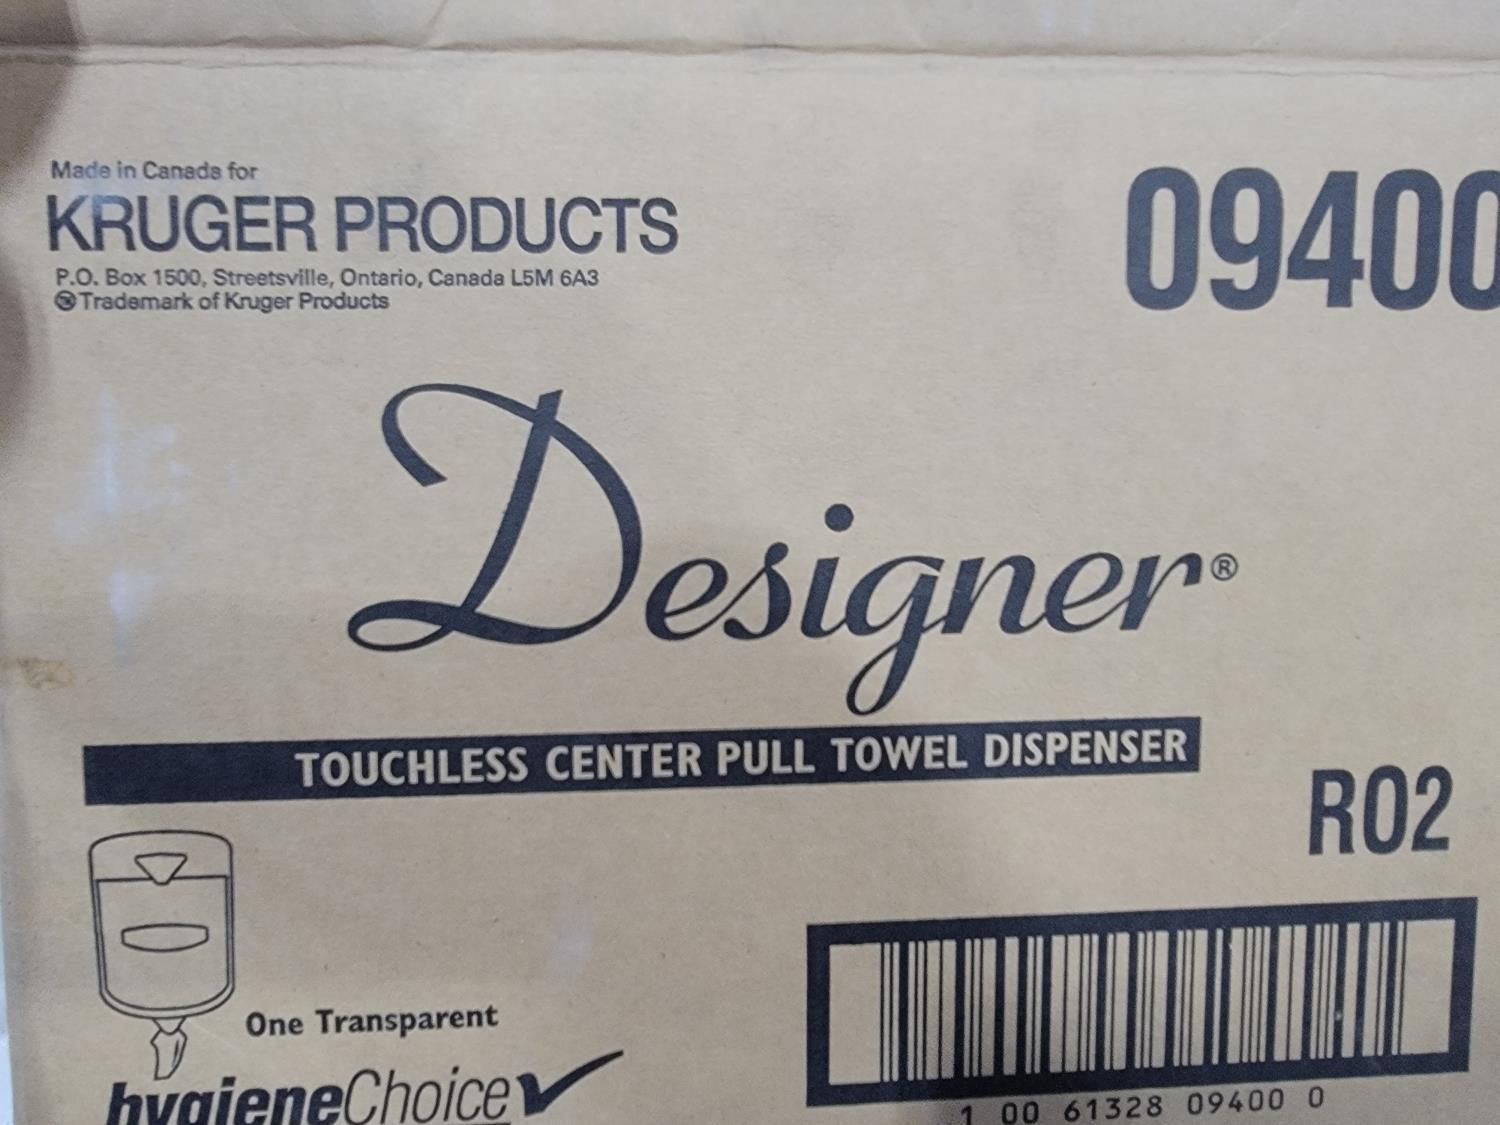 Made in Canada for
KRUGER PRODUCTS
P.O. Box 1500, Streetsville, Ontario, Canada L5M 6A3
Trademark of Kruger Products
09400
Designer®
TOUCHLESS CENTER PULL TOWEL DISPENSER
R02
One Transparent
hygieneChoice
1 00 61328 09400 0